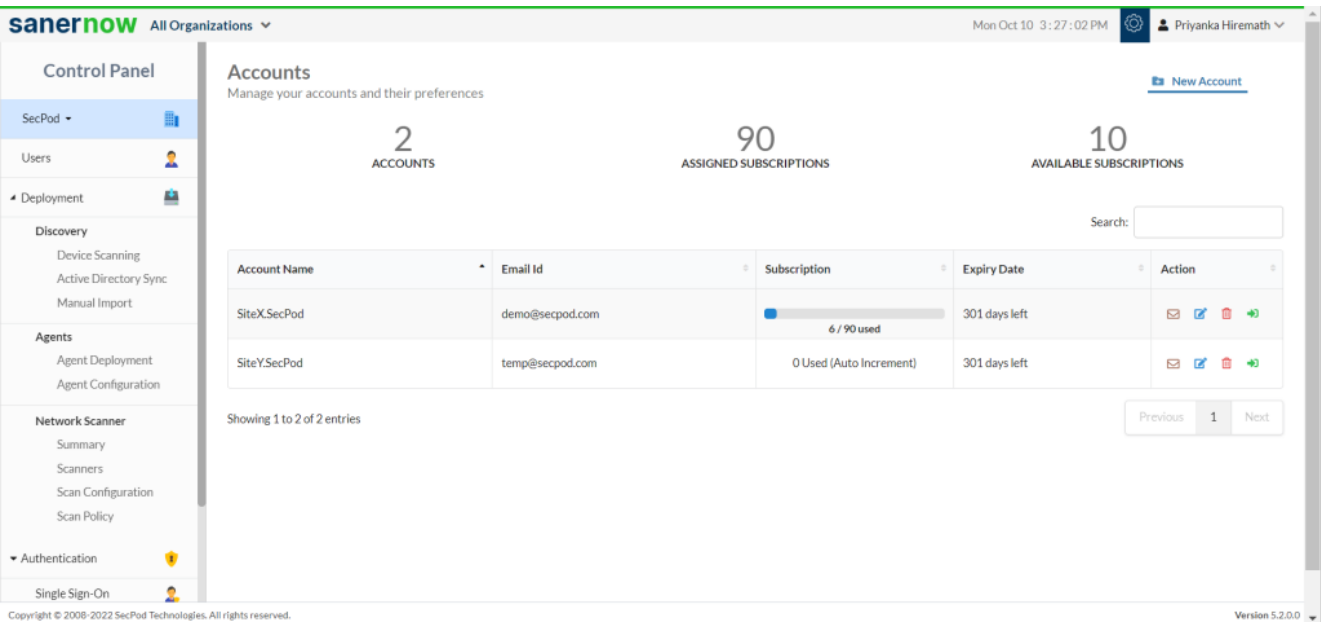 sanernow All Organizations Mon Oct 10 3:27:02 PM Priyanka Hiremath
Control Panel
SecPod
Users
Deployment
Discovery
Device Scanning
Active Directory Sync
Manual Import
Agents
Agent Deployment
Agent Configuration
Network Scanner
Summary
Scanners
Scan Configuration
Scan Policy
Authentication
Single Sign-On
Accounts
Manage your accounts and their preferences
New Account
2 90 10
ACCOUNTS ASSIGNED SUBSCRIPTIONS AVAILABLE SUBSCRIPTIONS
Search:
Account Name Email Id Subscription Expiry Date Action
SiteX.SecPod demo@secpod.com 6 / 90 used 301 days left
SiteY.SecPod temp@secpod.com 0 Used (Auto Increment) 301 days left
Showing 1 to 2 of 2 entries Previous 1 Next
Copyright © 2008-2022 SecPod Technologies. All rights reserved. Version 5.2.0.0